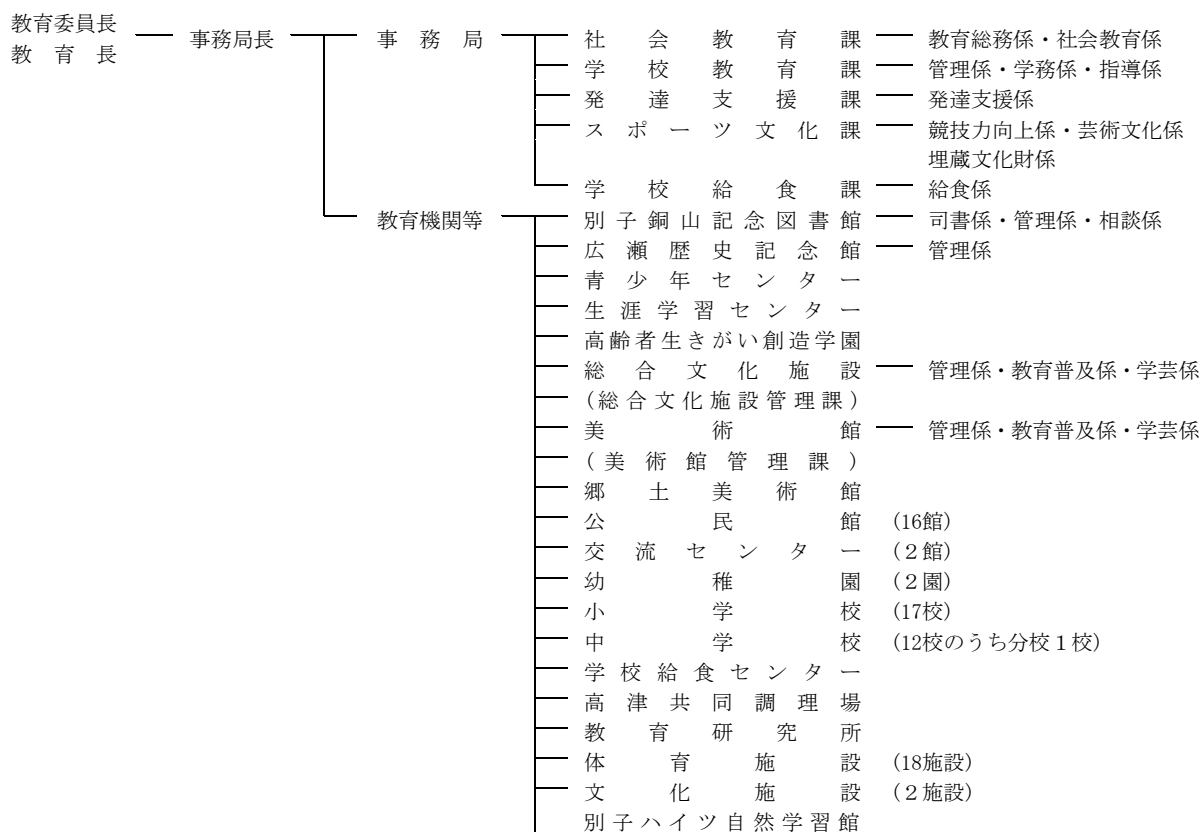 教育委員長
教育長
事務局長
事務局
社会教育課 教育総務係・社会教育係
学校教育課 管理係・学務係・指導係
発達支援課 発達支援係
スポーツ文化課 競技力向上係・芸術文化係
埋蔵文化財係
学校給食課 給食係
教育機関等
別子銅山記念図書館 司書係・管理係・相談係
広瀬歴史記念館 管理係
青少年センター
生涯学習センター
高齢者生きがい創造学園
総合文化施設 管理係・教育普及係・学芸係
(総合文化施設管理課)
美術館 管理係・教育普及係・学芸係
(美術館管理課)
郷土美術館
公民館 (16館)
交流センター (2館)
幼稚園 (2園)
小学校 (17校)
中学校 (12校のうち分校1校)
学校給食センター
高津共同調理場
教育研究所
体育施設 (18施設)
文化施設 (2施設)
別子ハイツ自然学習館